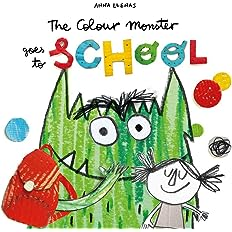 ANNA LLENAS
The Colour Monster
goes to SCHOOL